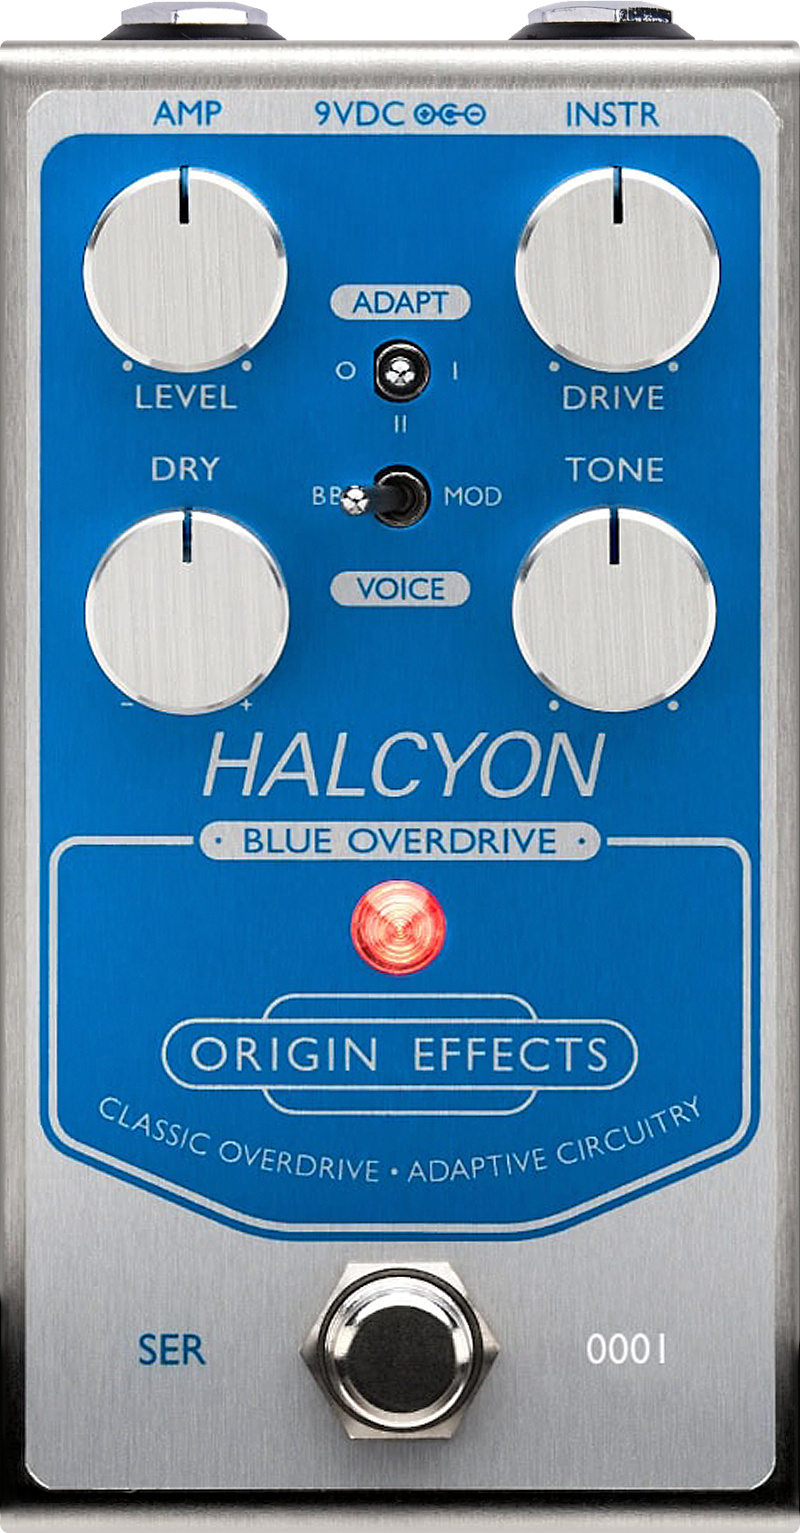 AMP 9VDC INSTR
ADAPT
O I
LEVEL DRIVE
II
DRY TONE
MOD
VOICE
- +
HALCYON
· BLUE OVERDRIVE ·
ORIGIN EFFECTS
CLASSIC OVERDRIVE • ADAPTIVE CIRCUITRY
SER 0001